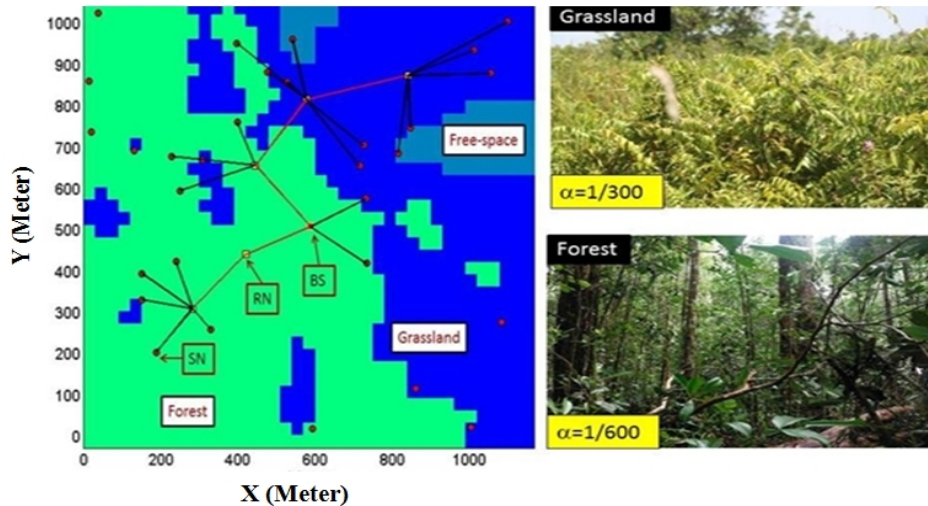 1000
900
800
700
600
500
400
300
200
100
0
Y (Meter)
0
200
400
600
800
1000
X (Meter)
Free-space
BS
RN
Grassland
SN
Forest
Grassland
α=1/300
Forest
α=1/600